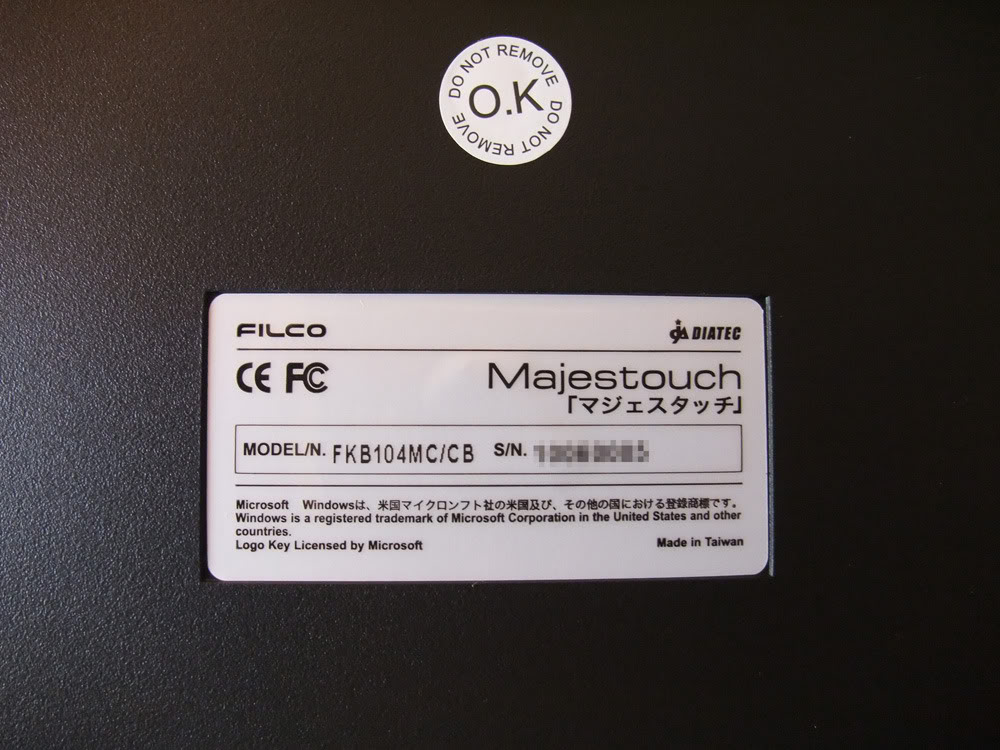 DO NOT REMOVE
O.K
DO NOT REMOVE
FILCO
DIATEC
CE FC
Majestouch
「マジェスタッチ」
MODEL/N. FKB104MC/CB S/N.
Microsoft Windowsは、米国マイクロンフト社の米国及び、その他の国における登録商標です。
Windows is a registered trademark of Microsoft Corporation in the United States and other
countries.
Logo Key Licensed by Microsoft
Made in Taiwan